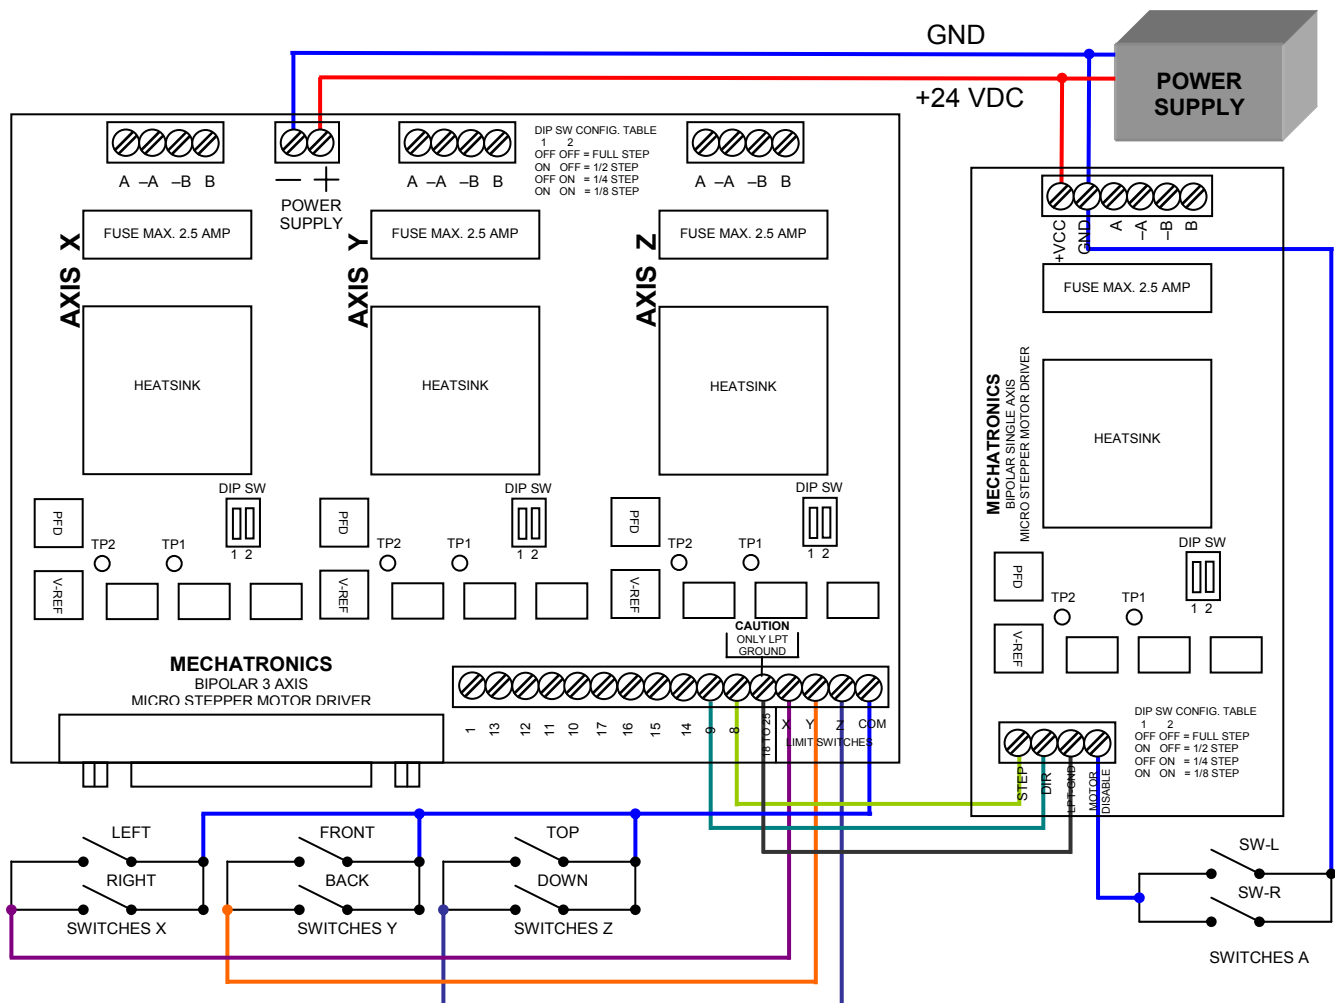 GND
+24 VDC
POWER
SUPPLY
DIP SW CONFIG. TABLE
1 2
OFF OFF = FULL STEP
ON OFF = 1/2 STEP
OFF ON = 1/4 STEP
ON ON = 1/8 STEP
A –A –B B
— +
POWER
SUPPLY
A –A –B B
A –A –B B
AXIS X
FUSE MAX. 2.5 AMP
AXIS Y
FUSE MAX. 2.5 AMP
AXIS Z
FUSE MAX. 2.5 AMP
HEATSINK
HEATSINK
HEATSINK
DIP SW
DIP SW
DIP SW
PFD
PFD
PFD
1 2
1 2
1 2
TP2
TP1
TP2
TP1
TP2
TP1
V-REF
V-REF
V-REF
CAUTION
ONLY LPT
GROUND
MECHATRONICS
BIPOLAR 3 AXIS
MICRO STEPPER MOTOR DRIVER
1
13
12
11
10
17
16
15
14
9
8
18 TO 25
X
Y
Z
COM
LIMIT SWITCHES
+VCC
GND
A
–A
–B
B
FUSE MAX. 2.5 AMP
MECHATRONICS
BIPOLAR SINGLE AXIS
MICRO STEPPER MOTOR DRIVER
HEATSINK
DIP SW
PFD
1 2
TP2
TP1
V-REF
DIP SW CONFIG. TABLE
1 2
OFF OFF = FULL STEP
ON OFF = 1/2 STEP
OFF ON = 1/4 STEP
ON ON = 1/8 STEP
STEP
DIR
LPT-GND
MOTOR
DISABLE
LEFT
RIGHT
SWITCHES X
FRONT
BACK
SWITCHES Y
TOP
DOWN
SWITCHES Z
SW-L
SW-R
SWITCHES A